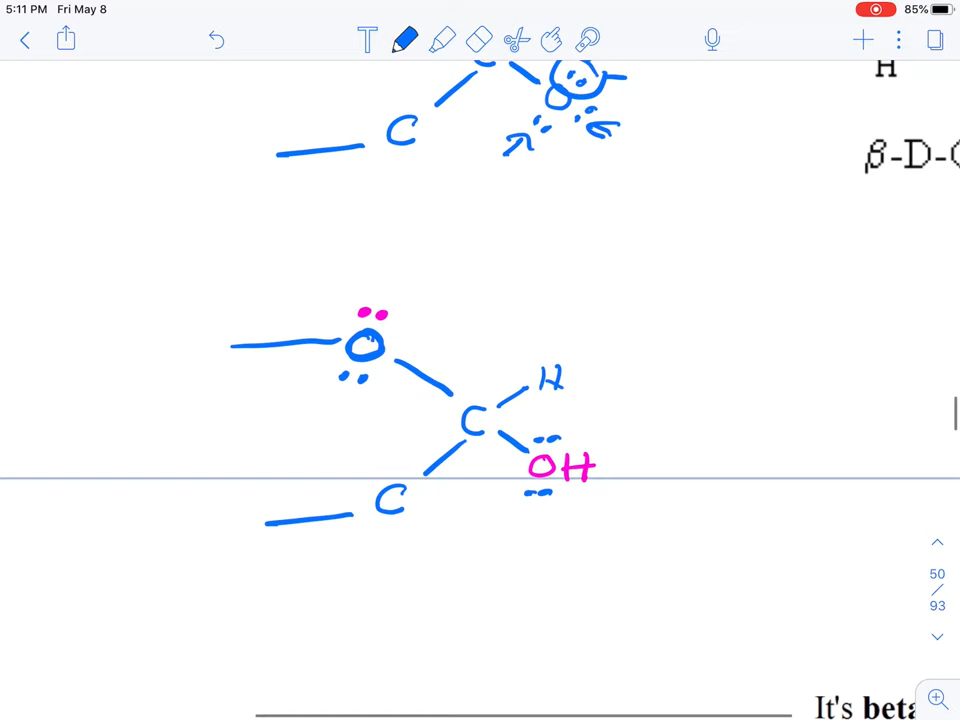 5:11 PM Fri May 8
85%
T
H
C
β-D-
O
H
C
OH
C
50
/
93
It's beta